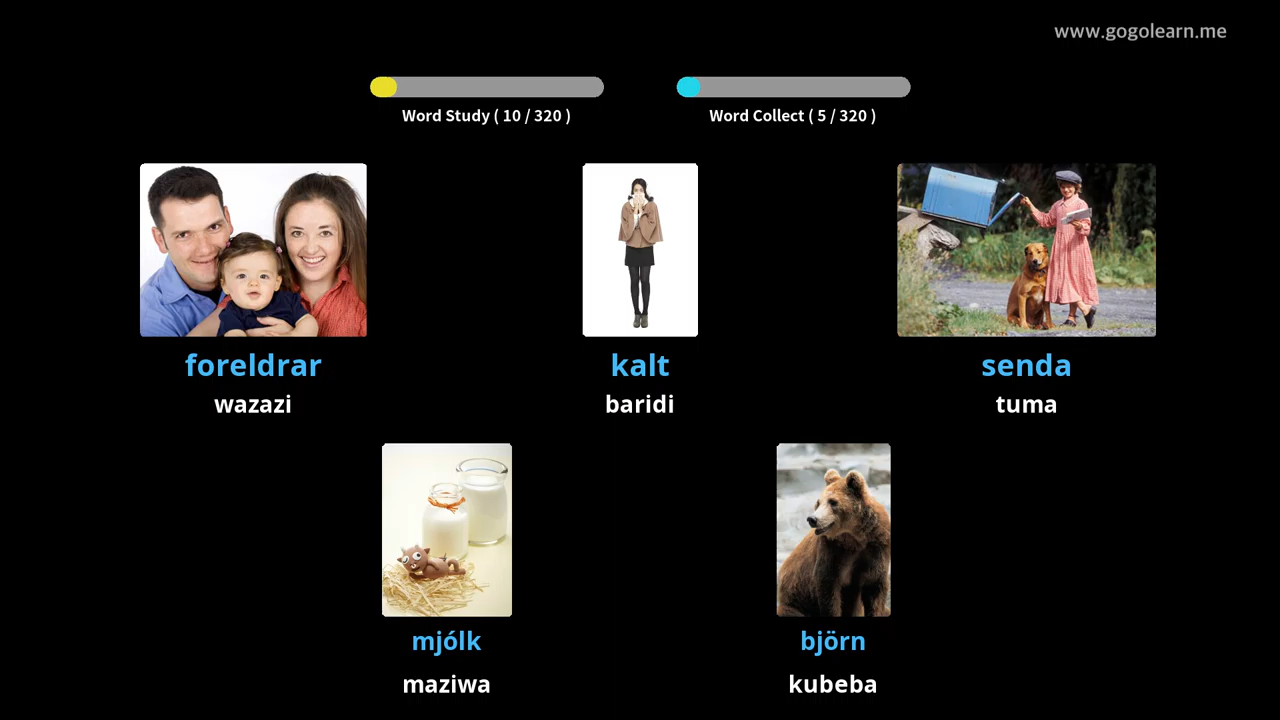 www.gogolearn.me
Word Study ( 10 / 320 )
Word Collect ( 5 / 320 )
foreldrar
wazazi
kalt
baridi
senda
tuma
mjólk
maziwa
björn
kubeba